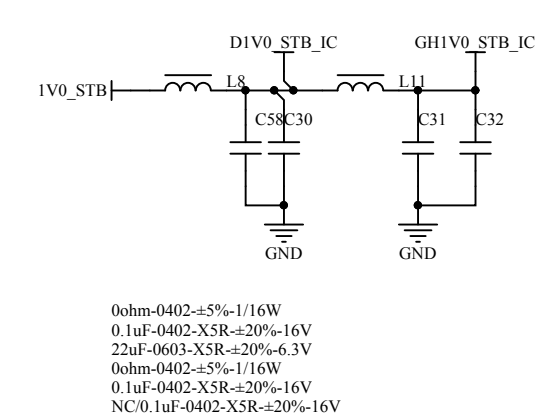 D1V0_STB_IC
GH1V0_STB_IC
1V0_STB
L8
L11
C58
C30
C31
C32
GND
GND
0ohm-0402-±5%-1/16W
0.1uF-0402-X5R-±20%-16V
22uF-0603-X5R-±20%-6.3V
0ohm-0402-±5%-1/16W
0.1uF-0402-X5R-±20%-16V
NC/0.1uF-0402-X5R-±20%-16V